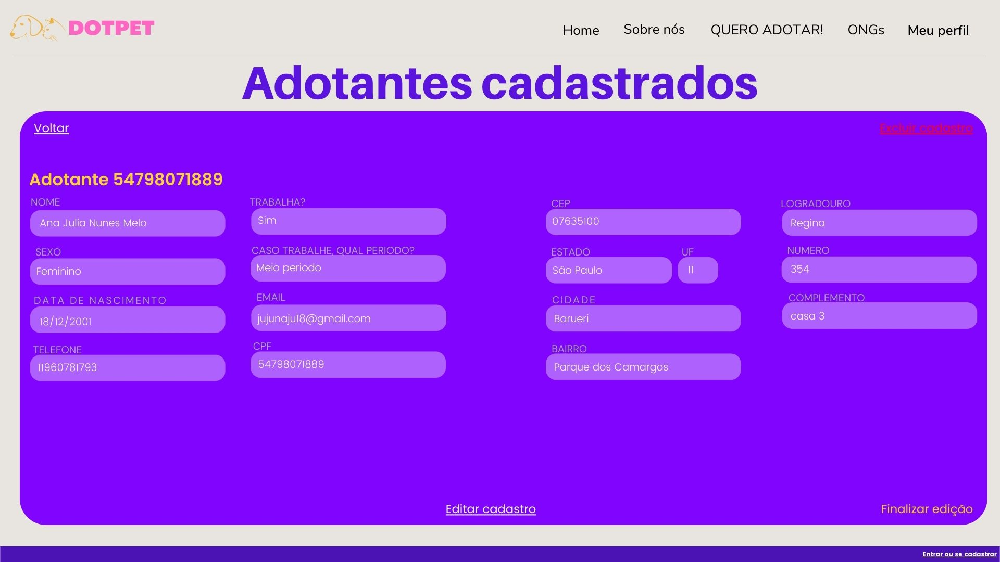 DOTPET
Home Sobre nós QUERO ADOTAR! ONGs Meu perfil
Adotantes cadastrados
Voltar
Excluir cadastro
Adotante 54798071889
NOME
Ana Julia Nunes Melo
SEXO
Feminino
DATA DE NASCIMENTO
18/12/2001
TELEFONE
11960781793
TRABALHA?
Sim
CASO TRABALHE, QUAL PERIODO?
Meio periodo
EMAIL
jujunaju18@gmail.com
CPF
54798071889
CEP
07635100
ESTADO
São Paulo
UF
11
CIDADE
Barueri
BAIRRO
Parque dos Camargos
LOGRADOURO
Regina
NUMERO
354
COMPLEMENTO
casa 3
Editar cadastro
Finalizar edição
Entrar ou se cadastrar